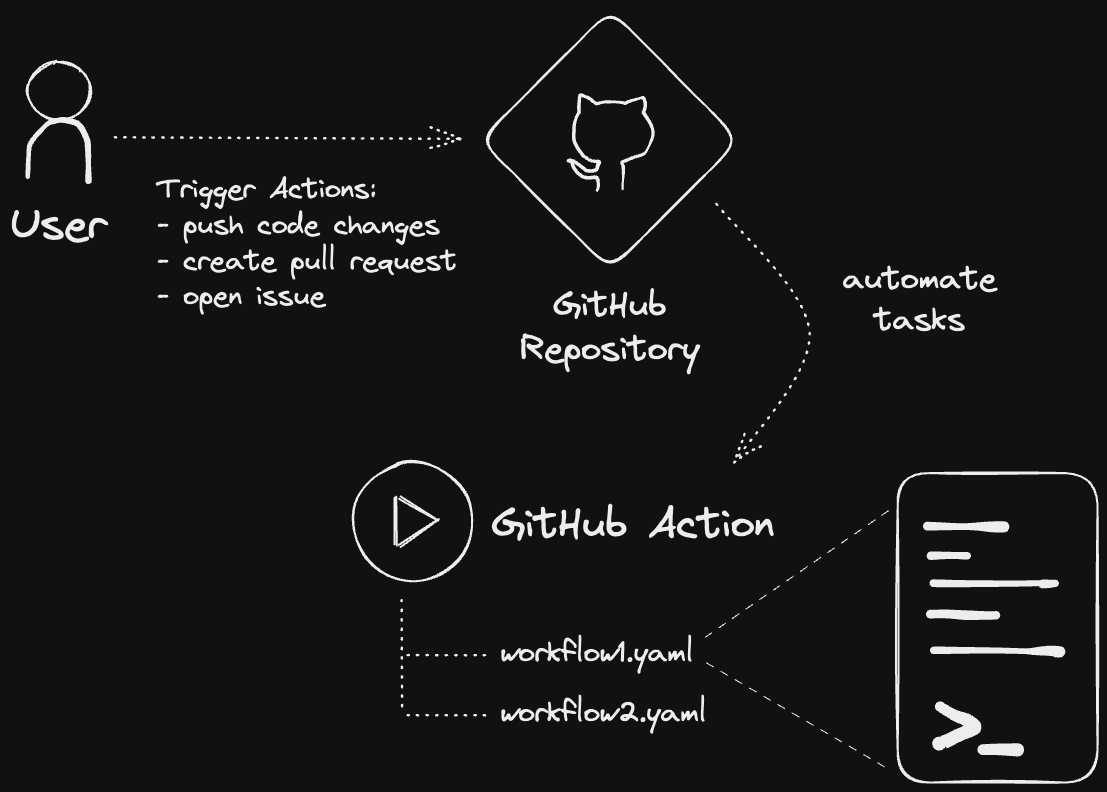 User
Trigger Actions:
- push code changes
- create pull request
- open issue
GitHub
Repository
automate
tasks
GitHub Action
workflow1.yaml
workflow2.yaml
>_